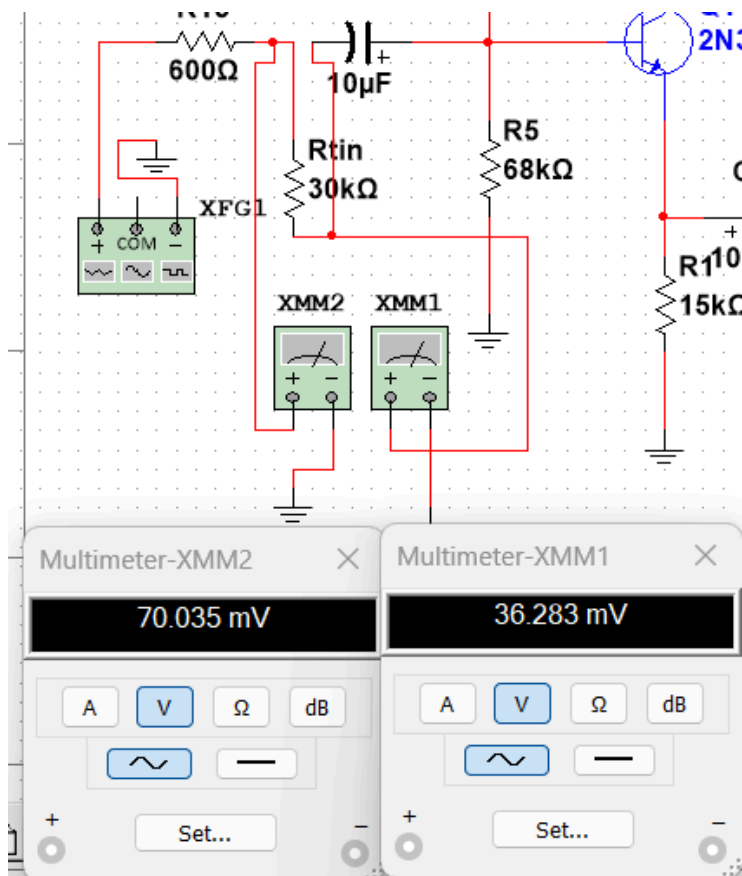 600Ω
10µF
2N3
R5
68kΩ
Rtin
30kΩ
XFG1
+ COM −
+
R1
10
15kΩ
XMM2 XMM1
+ − + −
Multimeter-XMM2
70.035 mV
A V Ω dB
+ −
Set...
Multimeter-XMM1
36.283 mV
A V Ω dB
+ −
Set...